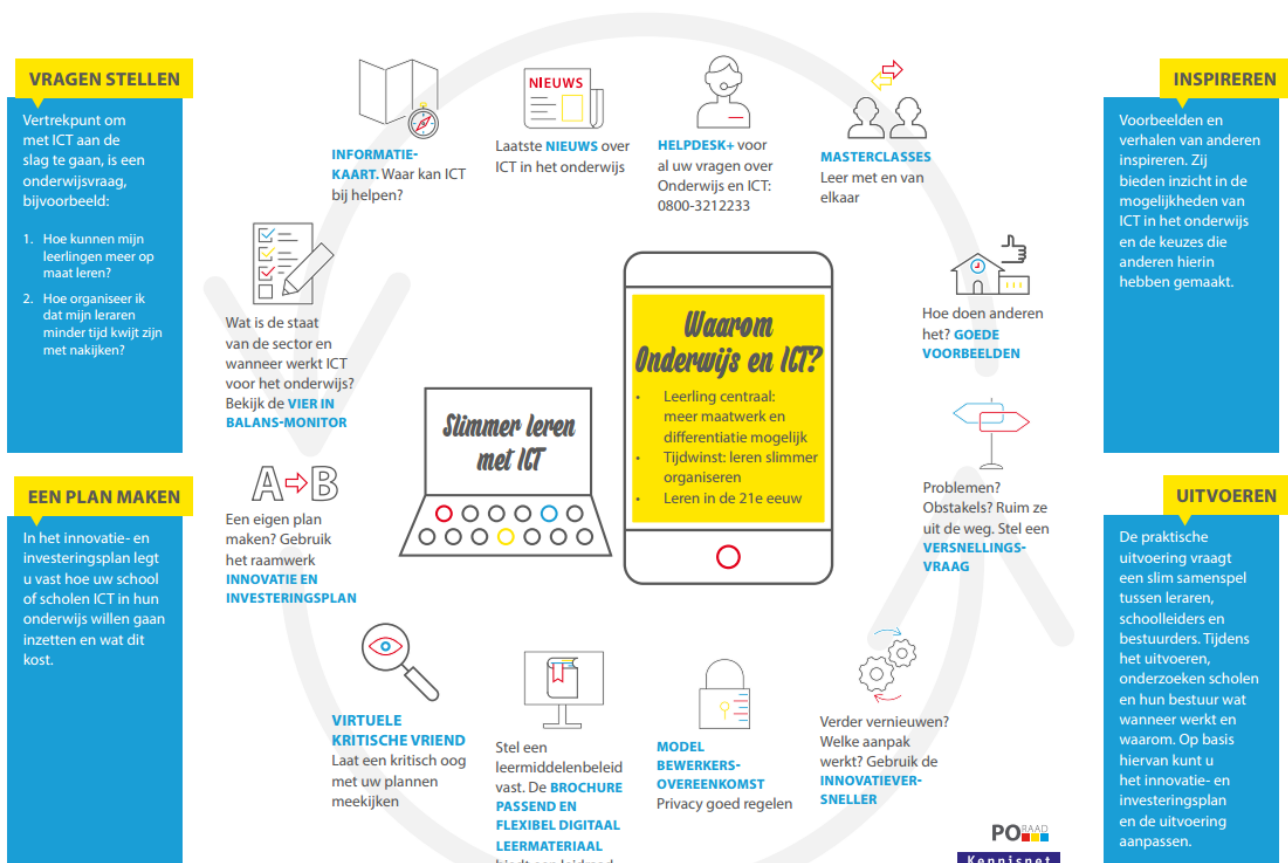 VRAGEN STELLEN
Vertrekpunt om
met ICT aan de
slag te gaan, is een
onderwijsvraag,
bijvoorbeeld:
1. Hoe kunnen mijn
leerlingen meer op
maat leren?
2. Hoe organiseer ik
dat mijn leraren
minder tijd kwijt zijn
met nakijken?
EEN PLAN MAKEN
In het innovatie- en
investeringsplan legt
u vast hoe uw school
of scholen ICT in hun
onderwijs willen gaan
inzetten en wat dit
kost.
INFORMATIE-
KAART. Waar kan ICT
bij helpen?
NIEUWS
Laatste NIEUWS over
ICT in het onderwijs
HELPDESK+ voor
al uw vragen over
Onderwijs en ICT:
0800-3212233
MASTERCLASSES
Leer met en van
elkaar
Wat is de staat
van de sector en
wanneer werkt ICT
voor het onderwijs?
Bekijk de VIER IN
BALANS-MONITOR
A B
Een eigen plan
maken? Gebruik
het raamwerk
INNOVATIE EN
INVESTERINGSPLAN
Slimmer leren
met ICT
Waarom
Onderwijs en ICT?
• Leerling centraal:
meer maatwerk en
differentiatie mogelijk
• Tijdwinst: leren slimmer
organiseren
• Leren in de 21e eeuw
Hoe doen anderen
het? GOEDE
VOORBEELDEN
Problemen?
Obstakels? Ruim ze
uit de weg. Stel een
VERSNELLINGS-
VRAAG
VIRTUELE
KRITISCHE VRIEND
Laat een kritisch oog
met uw plannen
meekijken
Stel een
leermiddelenbeleid
vast. De BROCHURE
PASSEND EN
FLEXIBEL DIGITAAL
LEERMATERIAAL
biedt een leidraad
MODEL
BEWERKERS-
OVEREENKOMST
Privacy goed regelen
Verder vernieuwen?
Welke aanpak
werkt? Gebruik de
INNOVATIEVER-
SNELLER
INSPIREREN
Voorbeelden en
verhalen van anderen
inspireren. Zij
bieden inzicht in de
mogelijkheden van
ICT in het onderwijs
en de keuzes die
anderen hierin
hebben gemaakt.
UITVOEREN
De praktische
uitvoering vraagt
een slim samenspel
tussen leraren,
schoolleiders en
bestuurders. Tijdens
het uitvoeren,
onderzoeken scholen
en hun bestuur wat
wanneer werkt en
waarom. Op basis
hiervan kunt u
het innovatie- en
investeringsplan
en de uitvoering
aanpassen.
PO RAAD
Kennisnet